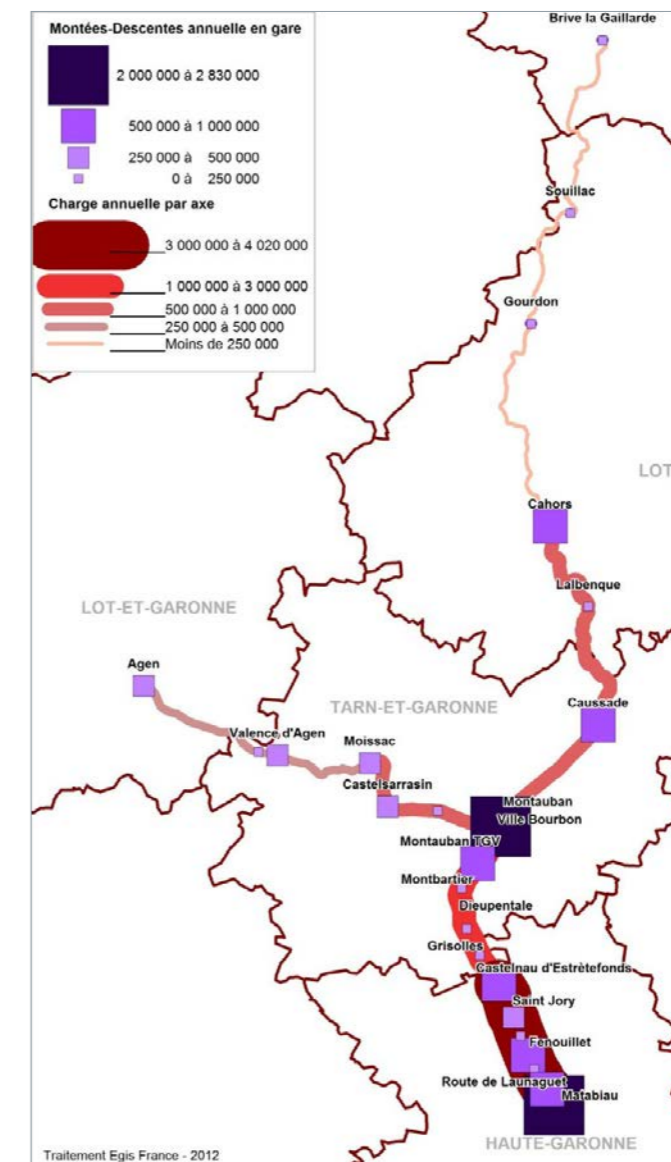 Montées-Descentes annuelle en gare
2 000 000 à 2 830 000
500 000 à 1 000 000
250 000 à 500 000
0 à 250 000
Charge annuelle par axe
3 000 000 à 4 020 000
1 000 000 à 3 000 000
500 000 à 1 000 000
250 000 à 500 000
Moins de 250 000
Brive la Gaillarde
Souillac
Gourdon
LOT
Cahors
Lalbenque
LOT-ET-GARONNE
Agen
TARN-ET-GARONNE
Caussade
Valence d'Agen
Moissac
Castelsarrasin
Montauban
Ville Bourbon
Montauban TGV
Montbartier
Dieupentale
Grisolles
Castelnau d'Estrètefonds
Saint Jory
Fenouillet
Route de Launaguet
Matabiau
HAUTE-GARONNE
Traitement Egis France - 2012